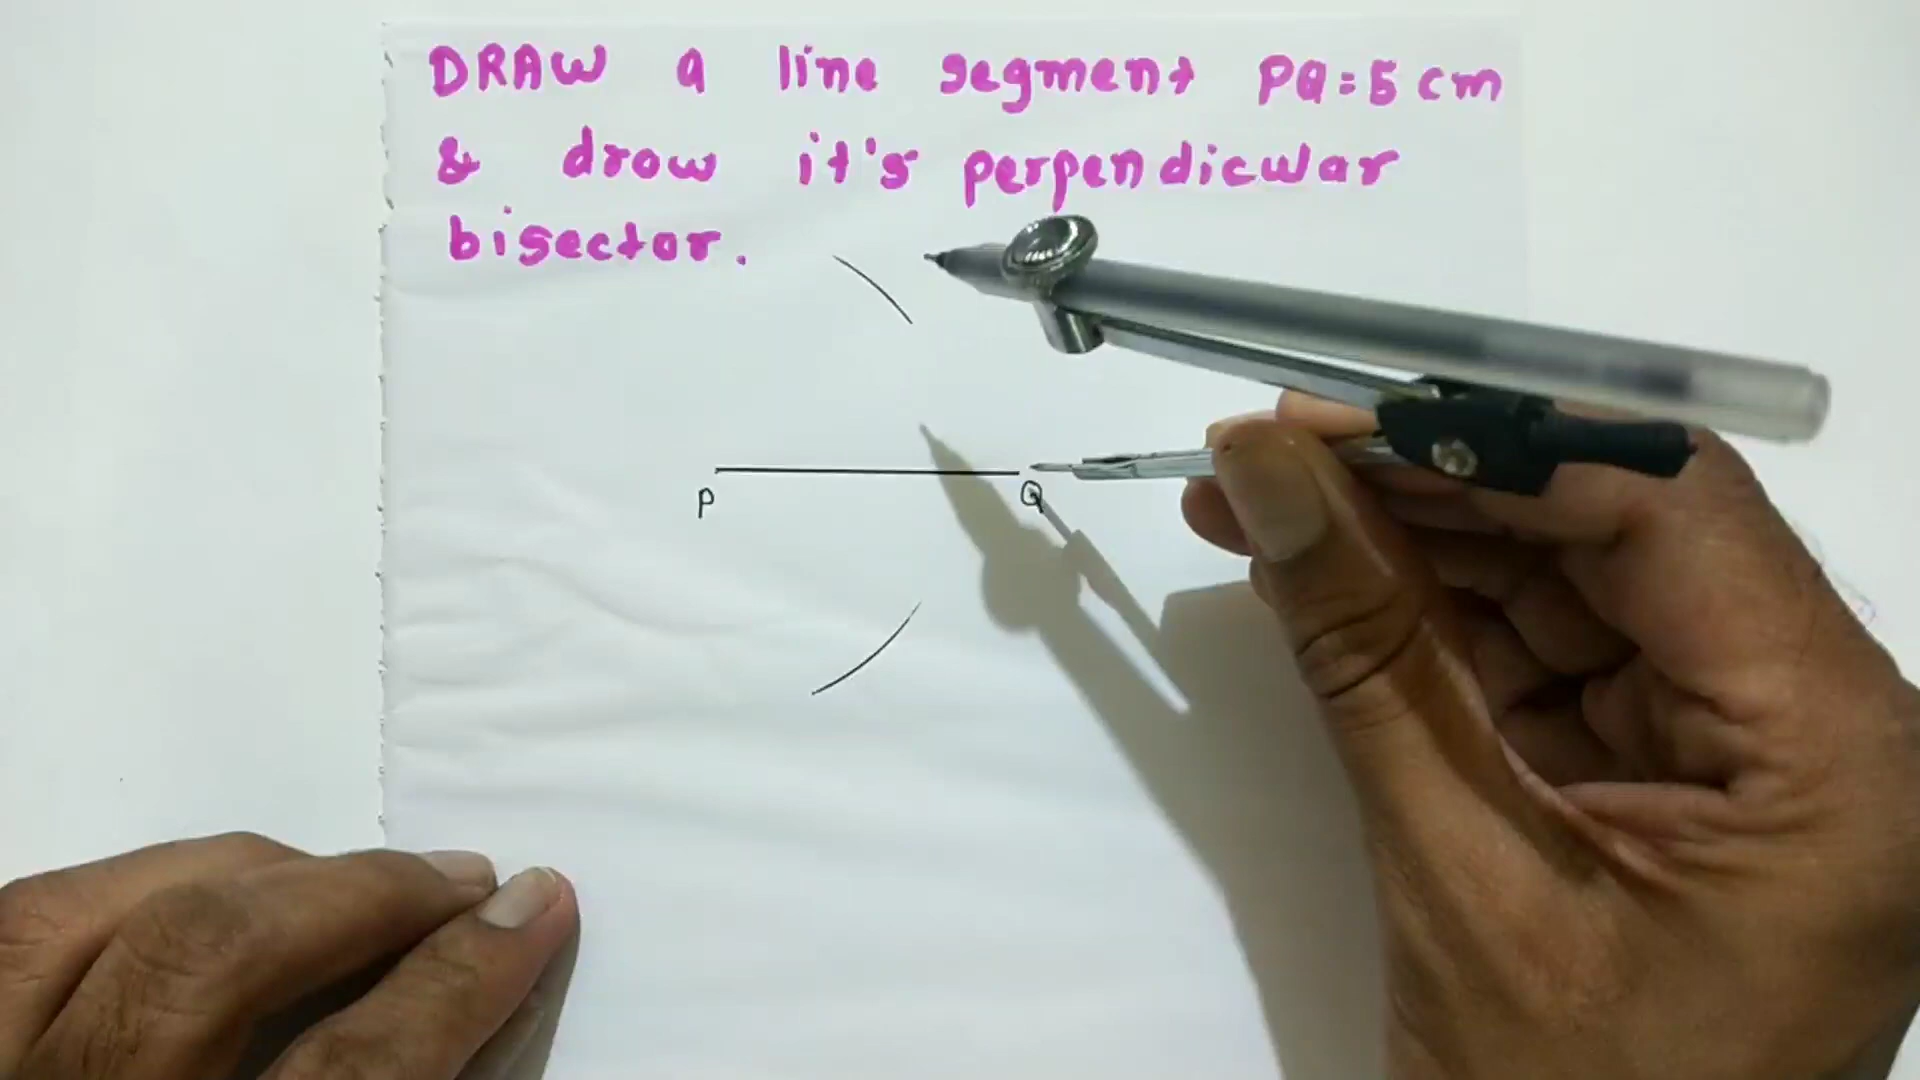 DRAW a line segment PQ=5 cm
& draw it's perpendicular
bisector.
P Q